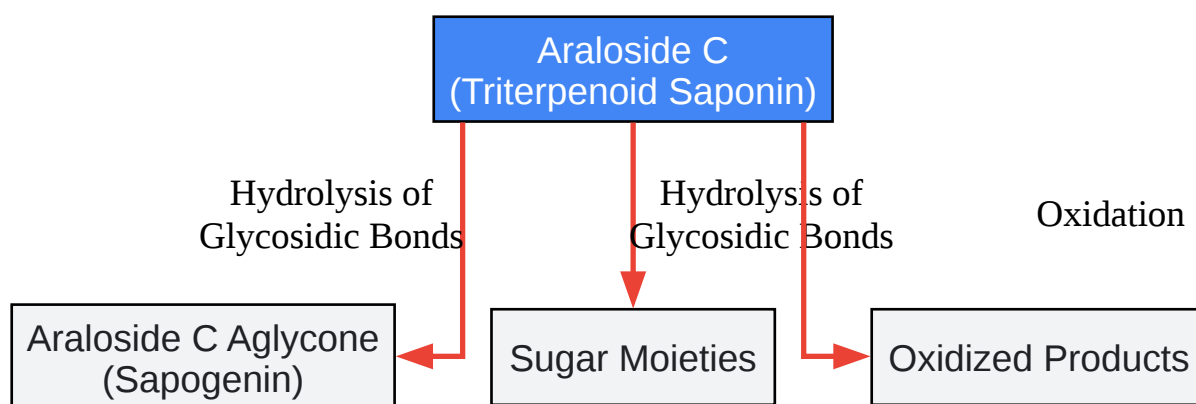 Araloside C
(Triterpenoid Saponin)
Hydrolysis of
Glycosidic Bonds
Hydrolysis of
Glycosidic Bonds
Oxidation
Araloside C Aglycone
(Sapogenin)
Sugar Moieties
Oxidized Products